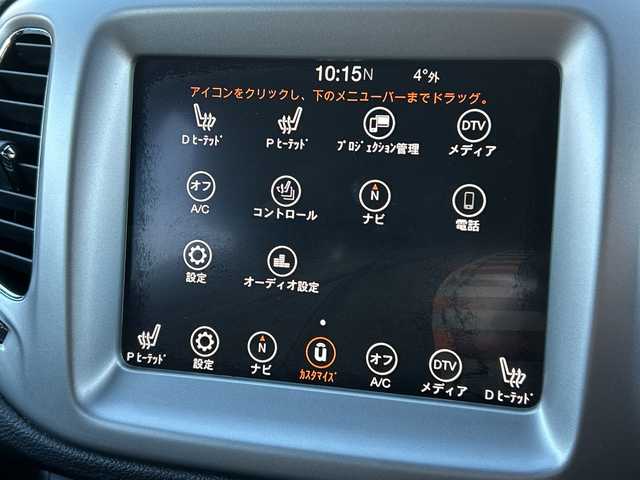 10:15N 4°外
アイコンをクリックし、下のメニューバーまでドラッグ。
DTV
Dﾋｰﾃｯﾄﾞ Pﾋｰﾃｯﾄﾞ ﾌﾟﾛｼﾞｪｸｼｮﾝ管理 メディア
オフ N
A/C コントロール ナビ 電話
設定 オーディオ設定
N û オフ DTV
Pﾋｰﾃｯﾄﾞ 設定 ナビ ｶｽﾀﾏｲｽﾞ A/C メディア Dﾋｰﾃｯﾄﾞ